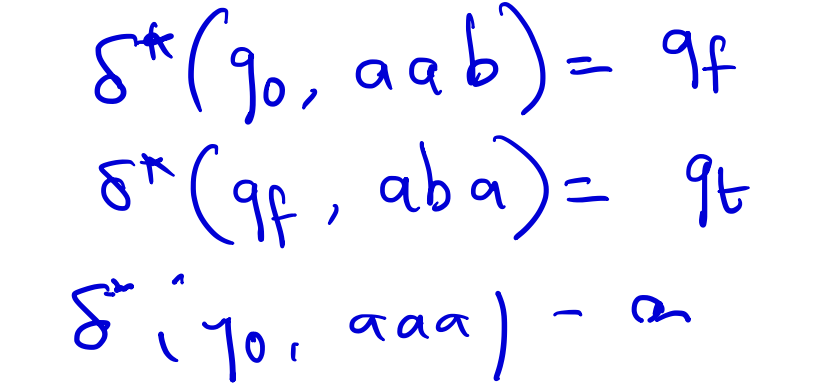 δ*(q0, aab) = qf
δ*(qf, aba) = qt
δ*(q0, aaa) =